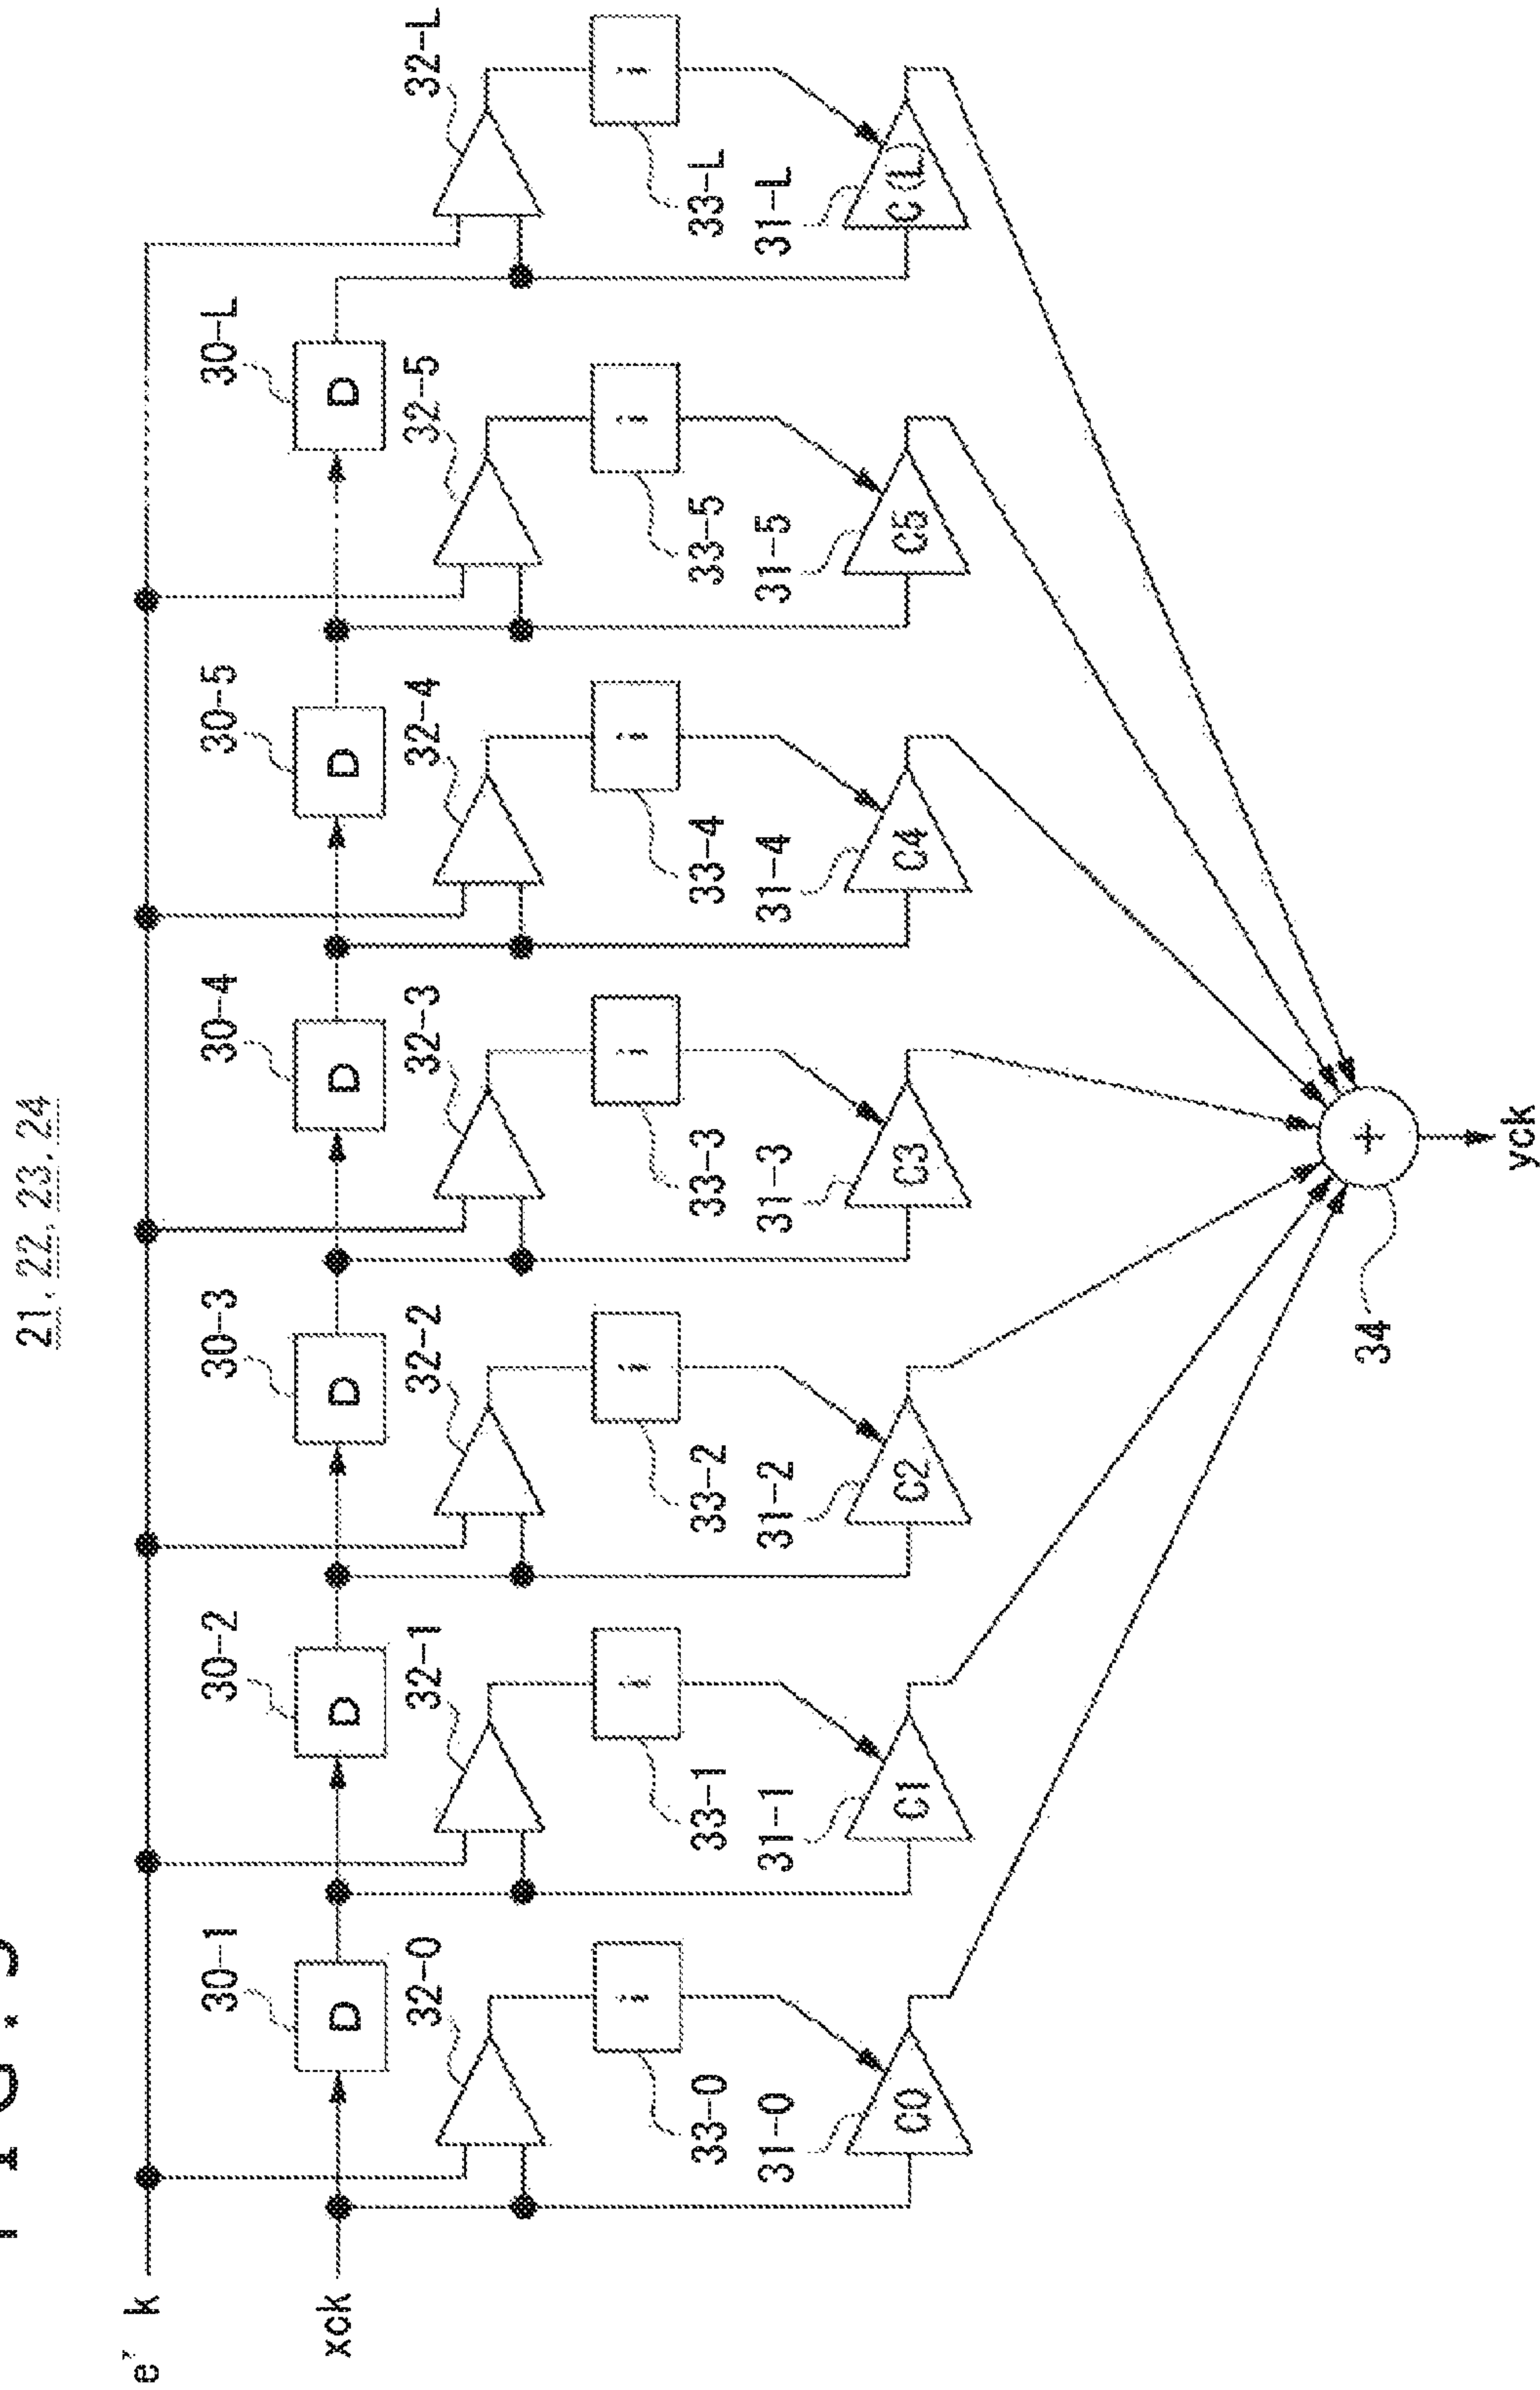 21, 22, 23, 24
e' k
xck
30-1
30-2
30-3
30-4
30-5
30-L
D
D
D
D
D
D
32-0
32-1
32-2
32-3
32-4
32-5
32-L
i
i
i
i
i
i
i
33-0
33-1
33-2
33-3
33-4
33-5
33-L
31-0
31-1
31-2
31-3
31-4
31-5
31-L
C0
C1
C2
C3
C4
C5
C(L)
+
34
yck